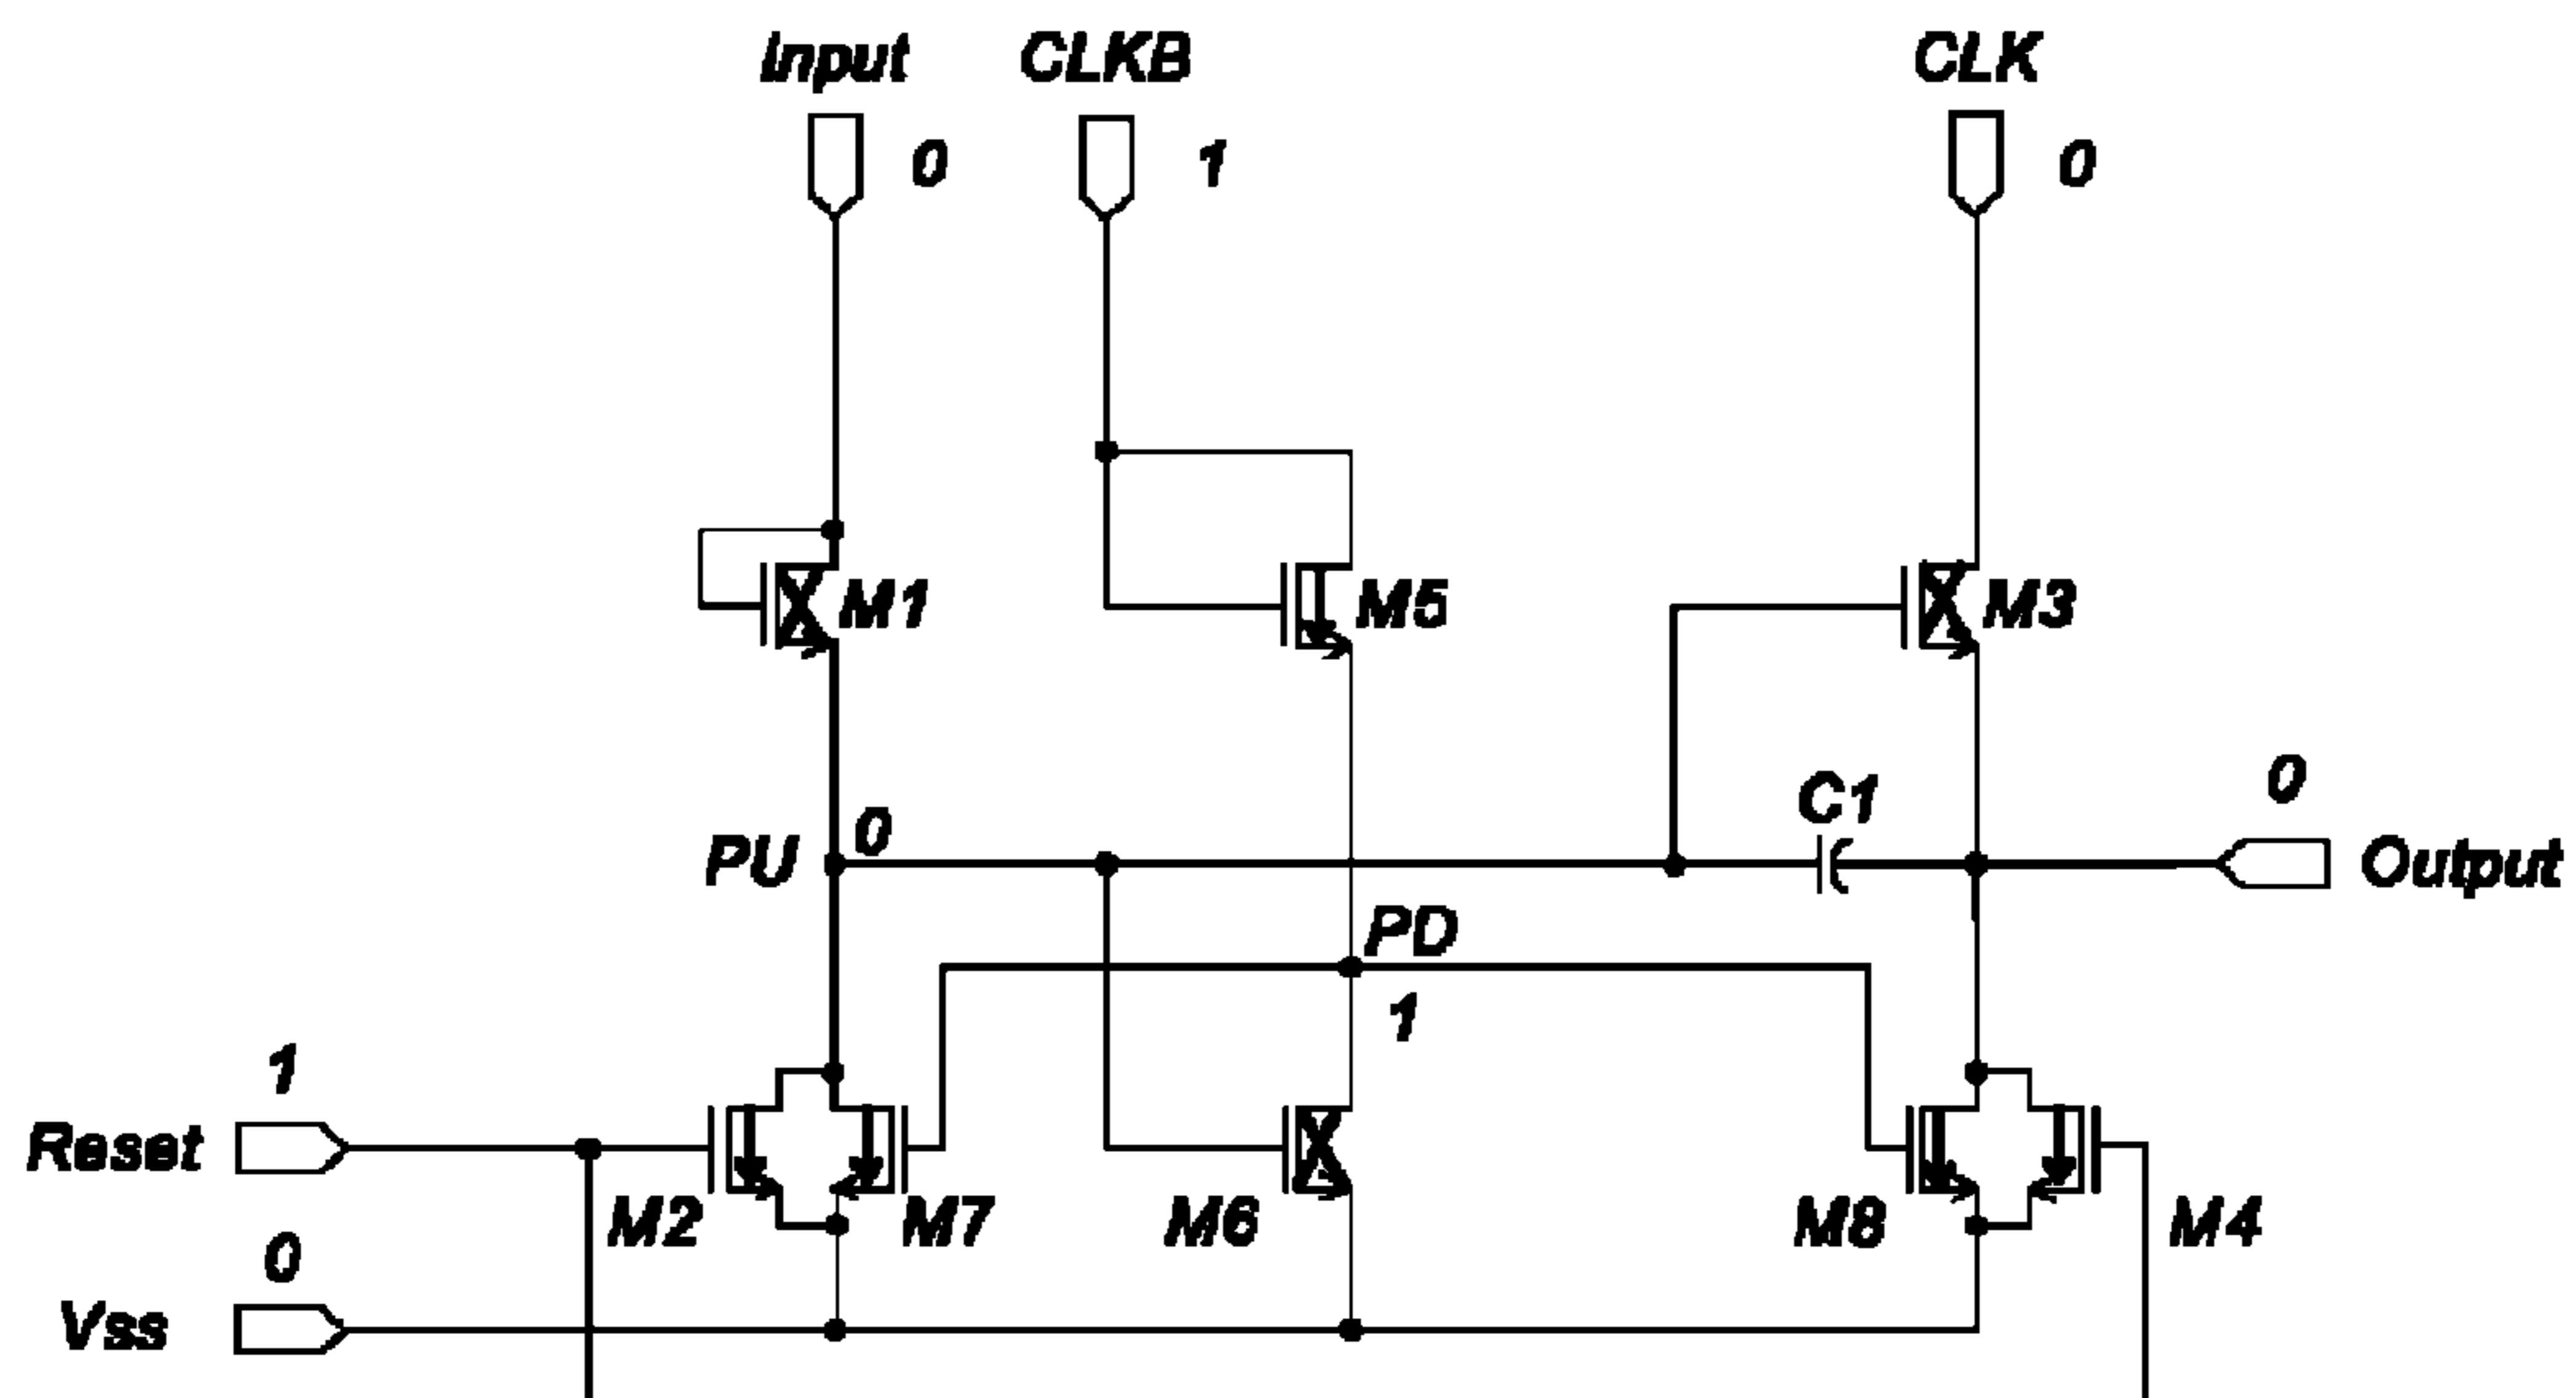 Input CLKB CLK
0 1 0
M1 M5 M3
C1 0
PU 0 Output
PD
1
1
Reset
M2 M7 M6 M8 M4
0
Vss